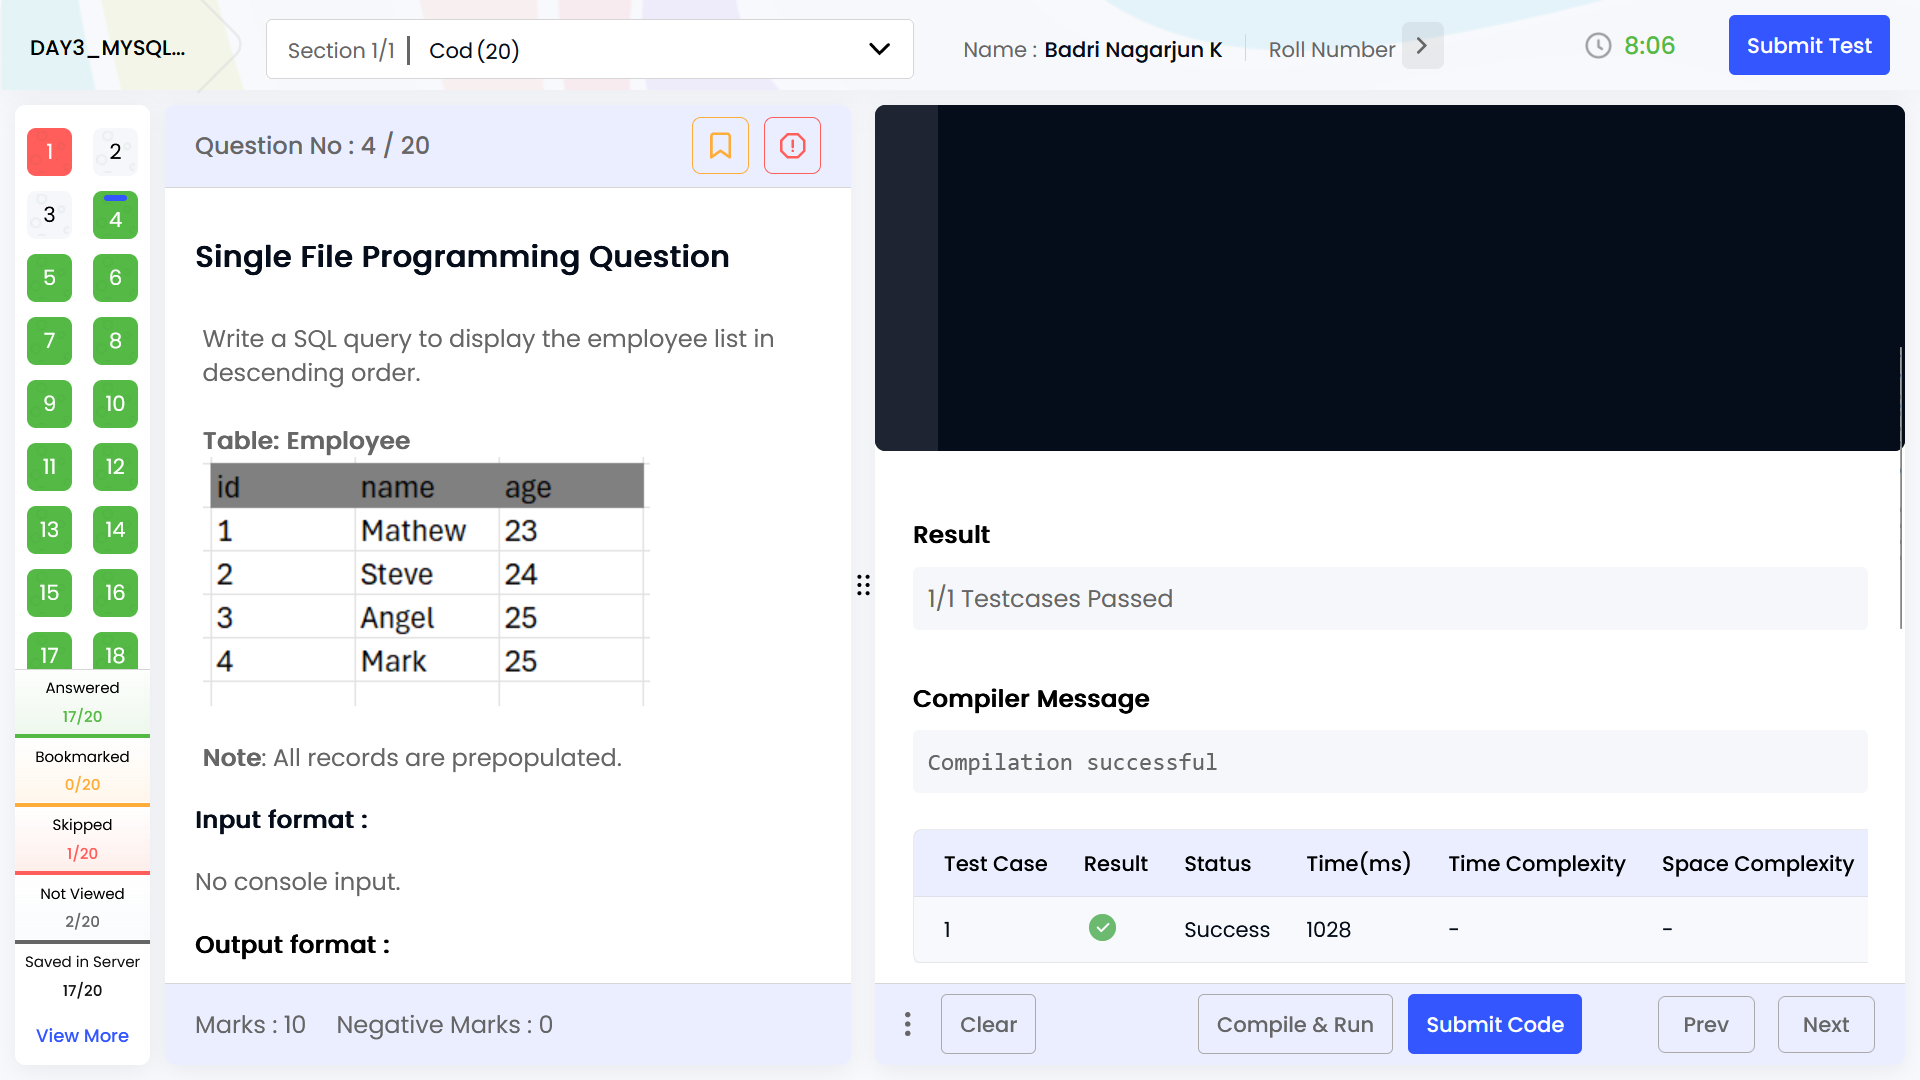 DAY3_MYSQL...
Section 1/1 | Cod (20)
Name : Badri Nagarjun K
Roll Number
8:06
Submit Test
1 2
3 4
5 6
7 8
9 10
11 12
13 14
15 16
17 18
Answered
17/20
Bookmarked
0/20
Skipped
1/20
Not Viewed
2/20
Saved in Server
17/20
View More
Question No : 4 / 20
Single File Programming Question
Write a SQL query to display the employee list in
descending order.
Table: Employee
id name age
1 Mathew 23
2 Steve 24
3 Angel 25
4 Mark 25
Note: All records are prepopulated.
Input format :
No console input.
Output format :
Marks : 10 Negative Marks : 0
Result
1/1 Testcases Passed
Compiler Message
Compilation successful
Test Case Result Status Time(ms) Time Complexity Space Complexity
1 Success 1028 - -
Clear
Compile & Run
Submit Code
Prev
Next